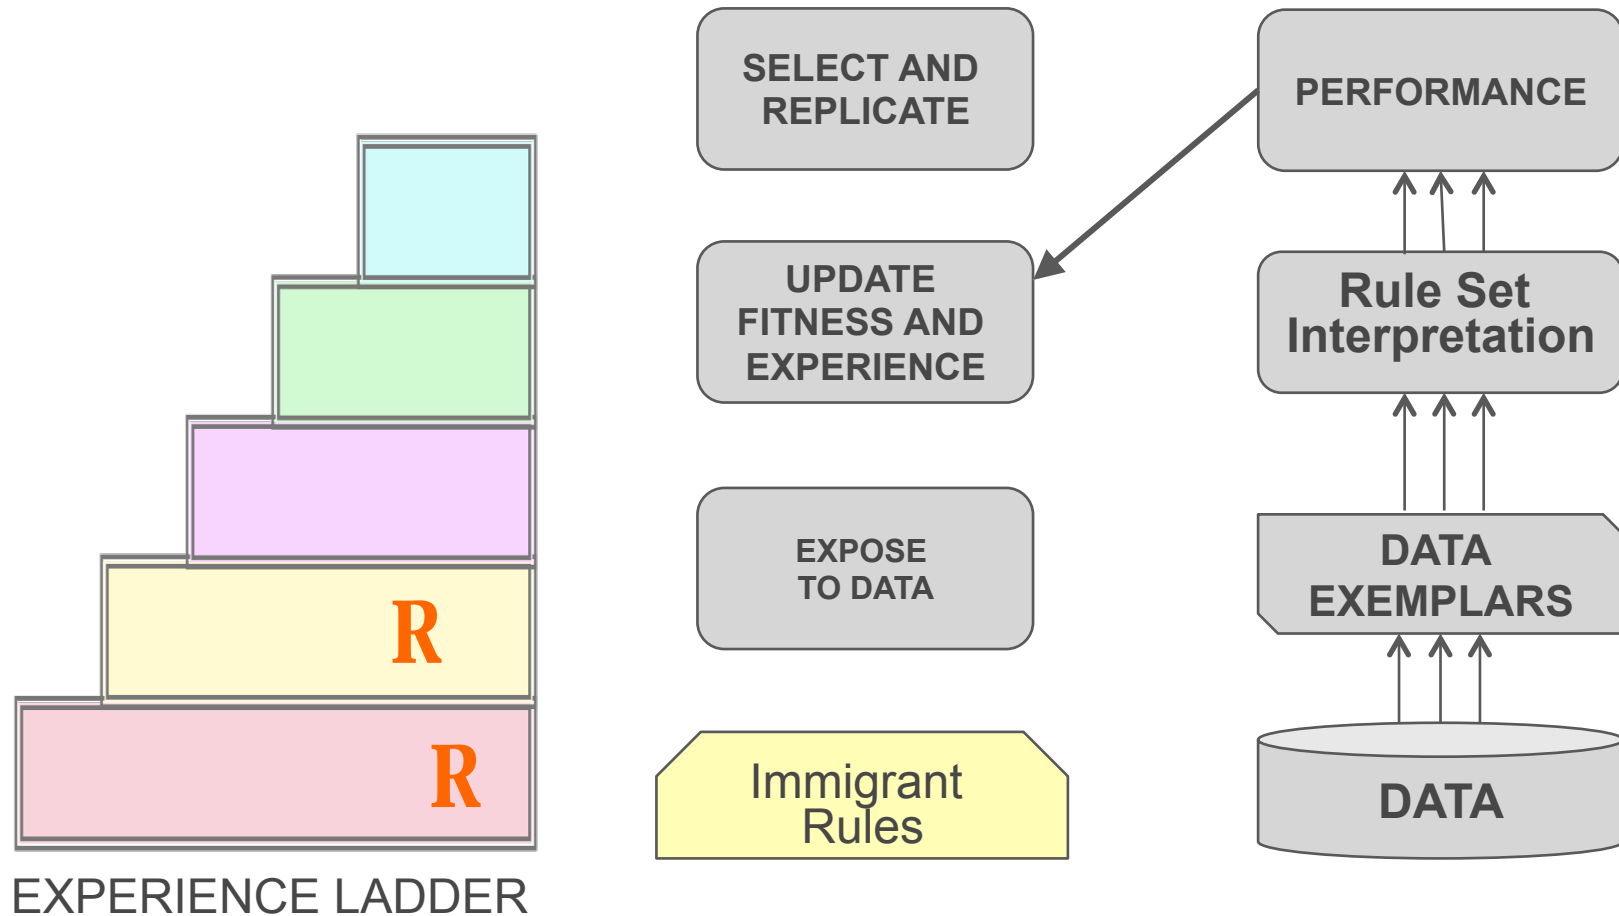 SELECT AND
REPLICATE
PERFORMANCE
UPDATE
FITNESS AND
EXPERIENCE
Rule Set
Interpretation
EXPOSE
TO DATA
DATA
EXEMPLARS
R
R
Immigrant
Rules
DATA
EXPERIENCE LADDER